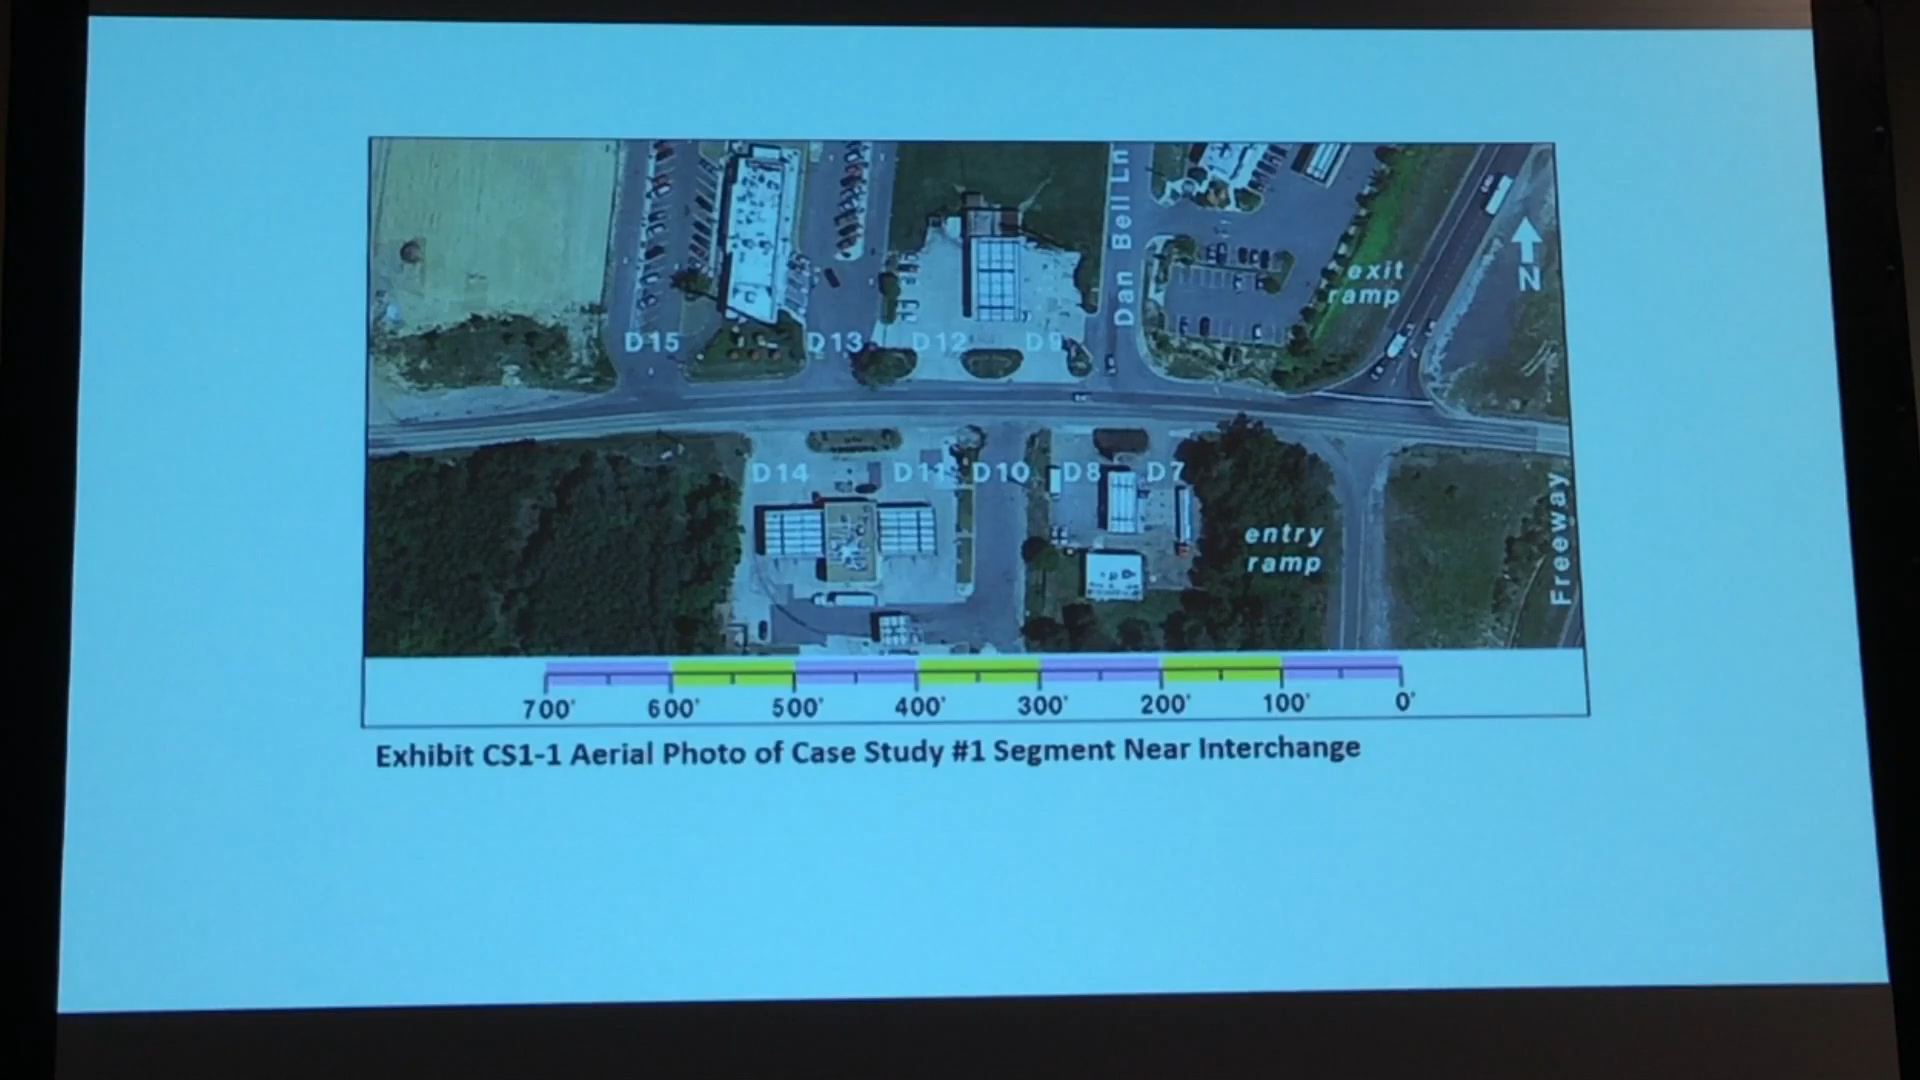 Dan Bell Ln
exit
ramp
N
D15
D13
D12
D9
D14
D11
D10
D8
D7
entry
ramp
Freeway
700'
600'
500'
400'
300'
200'
100'
0'
Exhibit CS1-1 Aerial Photo of Case Study #1 Segment Near Interchange